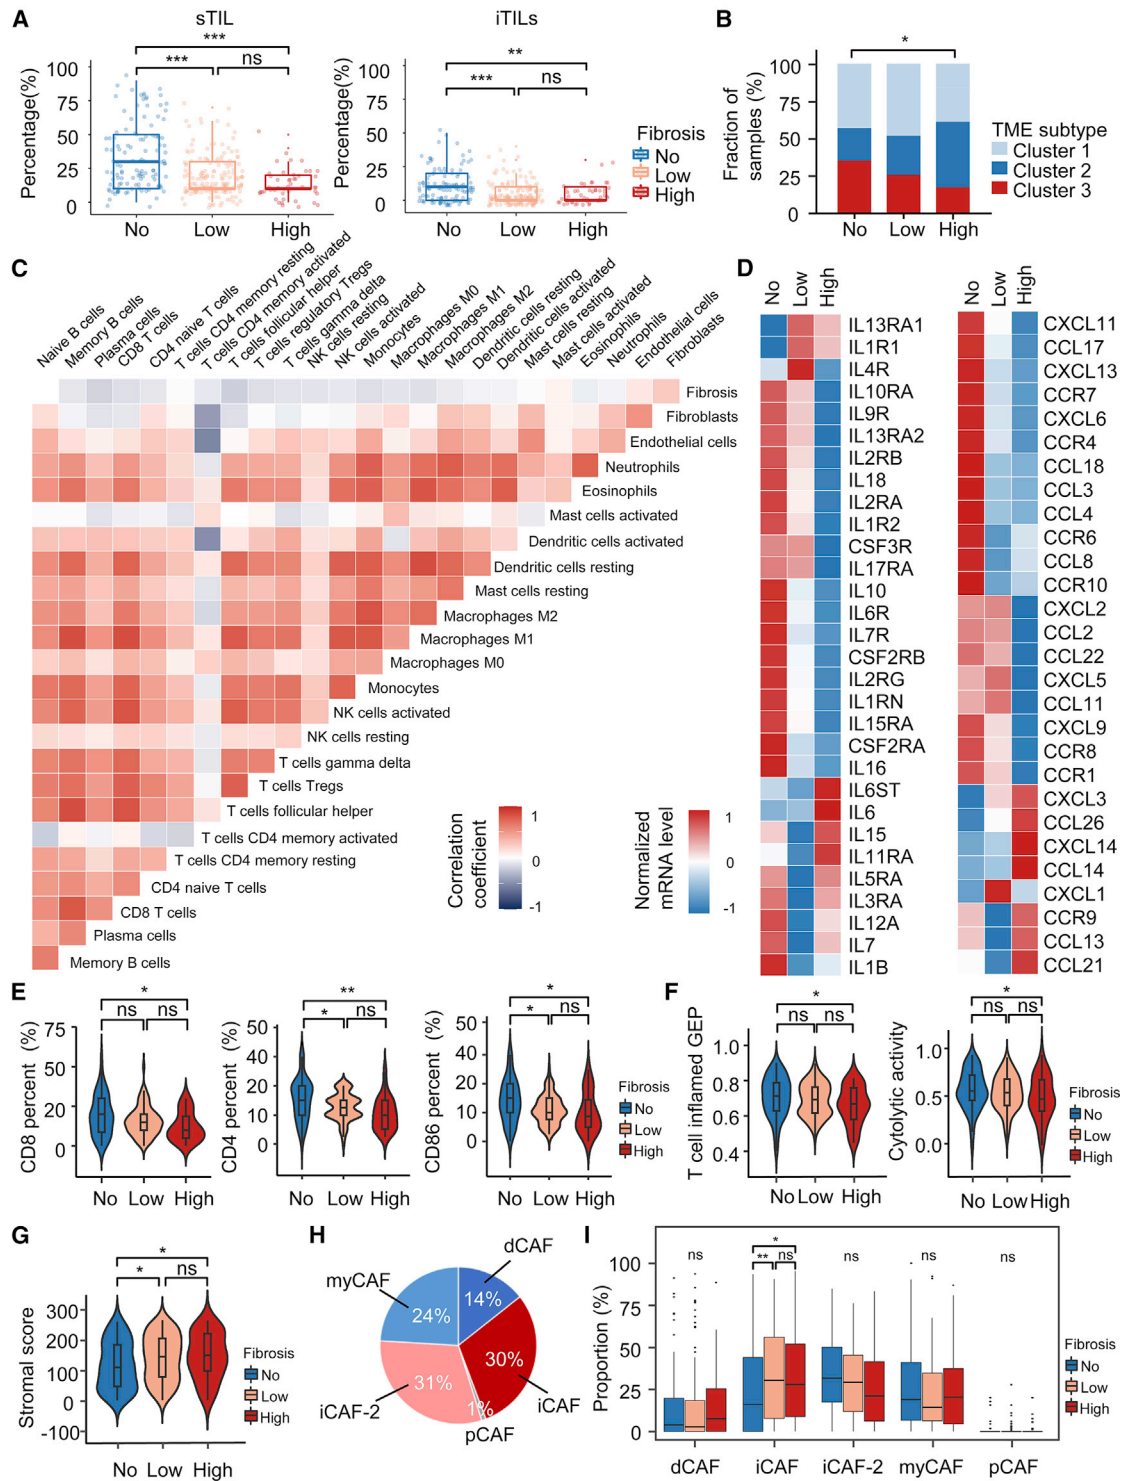 A
sTIL
iTILs
B
***
***
ns
**
***
ns
*
Percentage(%)
100
75
50
25
0
No
Low
High
Percentage(%)
100
75
50
25
0
No
Low
High
Fibrosis
No
Low
High
Fraction of
samples (%)
100
75
50
25
0
No
Low
High
TME subtype
Cluster 1
Cluster 2
Cluster 3
C
Naive B cells
Memory B cells
Plasma cells
CD8 T cells
CD4 naive T cells
T cells CD4 memory resting
T cells CD4 memory activated
T cells follicular helper
T cells regulatory Tregs
T cells gamma delta
NK cells resting
NK cells activated
Monocytes
Macrophages M0
Macrophages M1
Macrophages M2
Dendritic cells resting
Dendritic cells activated
Mast cells resting
Mast cells activated
Eosinophils
Neutrophils
Endothelial cells
Fibroblasts
Fibrosis
Fibroblasts
Endothelial cells
Neutrophils
Eosinophils
Mast cells activated
Dendritic cells activated
Dendritic cells resting
Mast cells resting
Macrophages M2
Macrophages M1
Macrophages M0
Monocytes
NK cells activated
NK cells resting
T cells gamma delta
T cells Tregs
T cells follicular helper
T cells CD4 memory activated
T cells CD4 memory resting
CD4 naive T cells
CD8 T cells
Plasma cells
Memory B cells
Correlation
coefficient
1
0
-1
D
No
Low
High
IL13RA1
IL1R1
IL4R
IL10RA
IL9R
IL13RA2
IL2RB
IL18
IL2RA
IL1R2
CSF3R
IL17RA
IL10
IL6R
IL7R
CSF2RB
IL2RG
IL1RN
IL15RA
CSF2RA
IL16
IL6ST
IL6
IL15
IL11RA
IL5RA
IL3RA
IL12A
IL7
IL1B
Normalized
mRNA level
1
0
-1
No
Low
High
CXCL11
CCL17
CXCL13
CCR7
CXCL6
CCR4
CCL18
CCL3
CCL4
CCR6
CCL8
CCR10
CXCL2
CCL2
CCL22
CXCL5
CCL11
CXCL9
CCR8
CCR1
CXCL3
CCL26
CXCL14
CCL14
CXCL1
CCR9
CCL13
CCL21
E
*
ns
ns
CD8 percent (%)
75
50
20
0
No
Low
High
**
*
ns
CD4 percent (%)
50
40
20
10
0
No
Low
High
*
*
ns
CD86 percent (%)
50
40
20
10
0
No
Low
High
Fibrosis
No
Low
High
F
*
ns
ns
T cell inflamed GEP
1.0
0.8
0.6
0.4
No
Low
High
*
ns
ns
Cytolytic activity
1.0
0.5
0.0
No
Low
High
Fibrosis
No
Low
High
G
*
*
ns
Stromal score
300
200
100
0
-100
No
Low
High
Fibrosis
No
Low
High
H
dCAF
myCAF
14%
24%
30%
31%
1%
iCAF
iCAF-2
pCAF
I
Proportion (%)
100
75
50
25
0
ns
*
**
ns
ns
ns
ns
dCAF
iCAF
iCAF-2
myCAF
pCAF
Fibrosis
No
Low
High